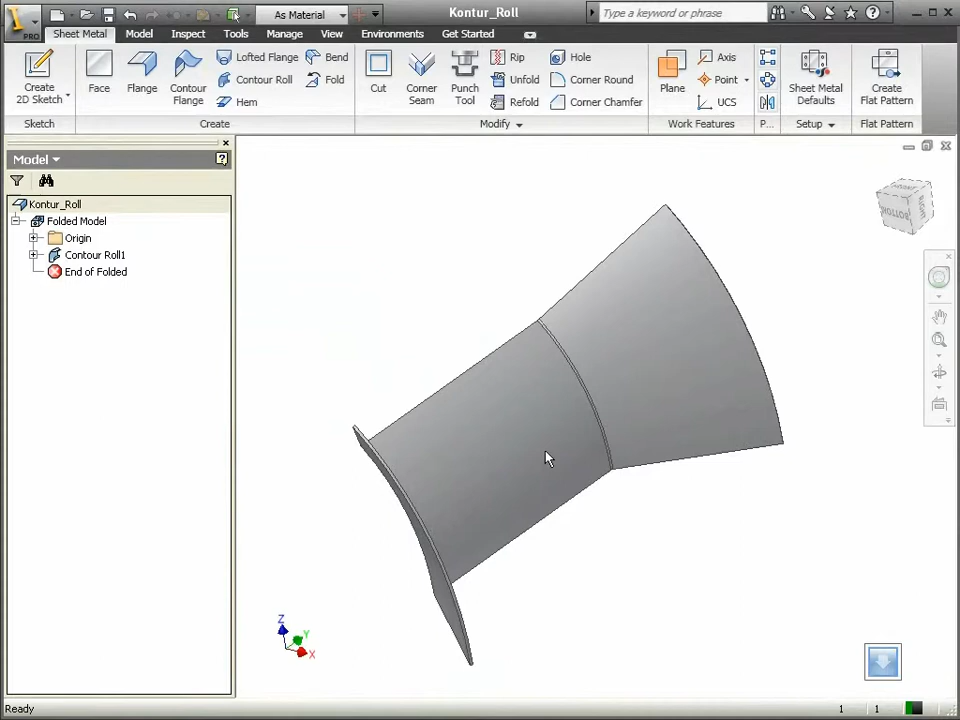 As Material
Kontur_Roll
Type a keyword or phrase
PRO
Sheet Metal
Model
Inspect
Tools
Manage
View
Environments
Get Started
Create
2D Sketch
Face
Flange
Contour
Flange
Lofted Flange
Contour Roll
Hem
Bend
Fold
Cut
Corner
Seam
Punch
Tool
Rip
Unfold
Refold
Hole
Corner Round
Corner Chamfer
Plane
Axis
Point
UCS
Sheet Metal
Defaults
Create
Flat Pattern
Sketch
Create
Modify
Work Features
P...
Setup
Flat Pattern
Model
Kontur_Roll
Folded Model
Origin
Contour Roll1
End of Folded
BOTTOM
Z
Y
X
Ready
1
1